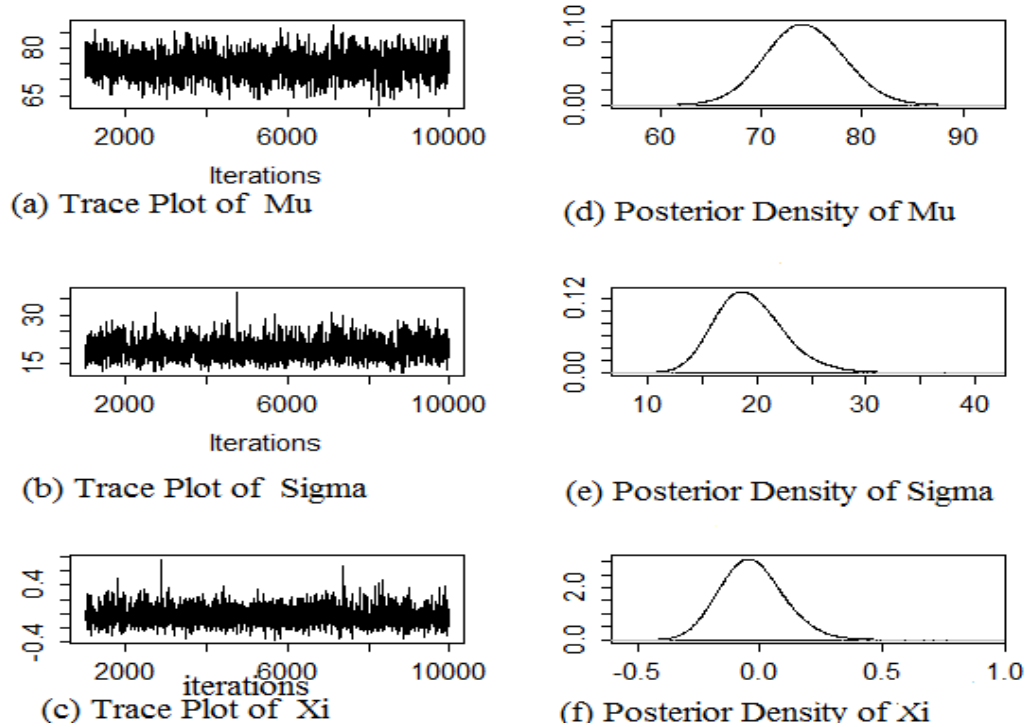 80
65
2000 6000 10000
Iterations
(a) Trace Plot of Mu
0.10
0.00
60 70 80 90
(d) Posterior Density of Mu
30
15
2000 6000 10000
Iterations
(b) Trace Plot of Sigma
0.12
0.00
10 20 30 40
(e) Posterior Density of Sigma
0.4
-0.4
2000 6000 10000
iterations
(c) Trace Plot of Xi
2.0
0.0
-0.5 0.0 0.5 1.0
(f) Posterior Density of Xi